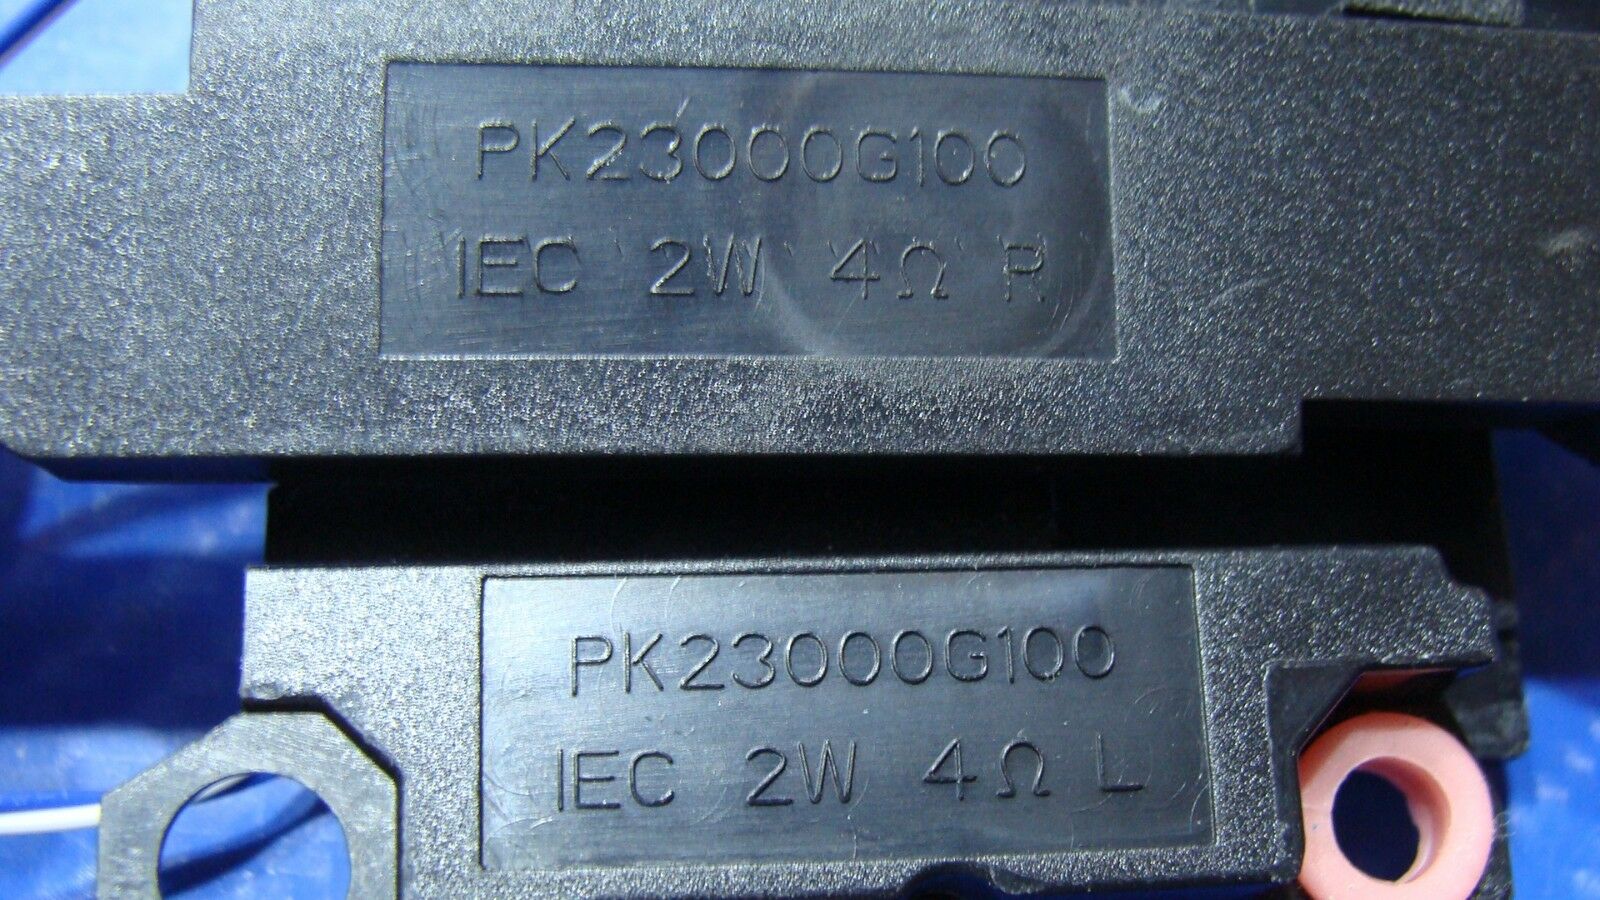 PK23000G100
IEC 2W 4Ω R
PK23000G100
IEC 2W 4Ω L